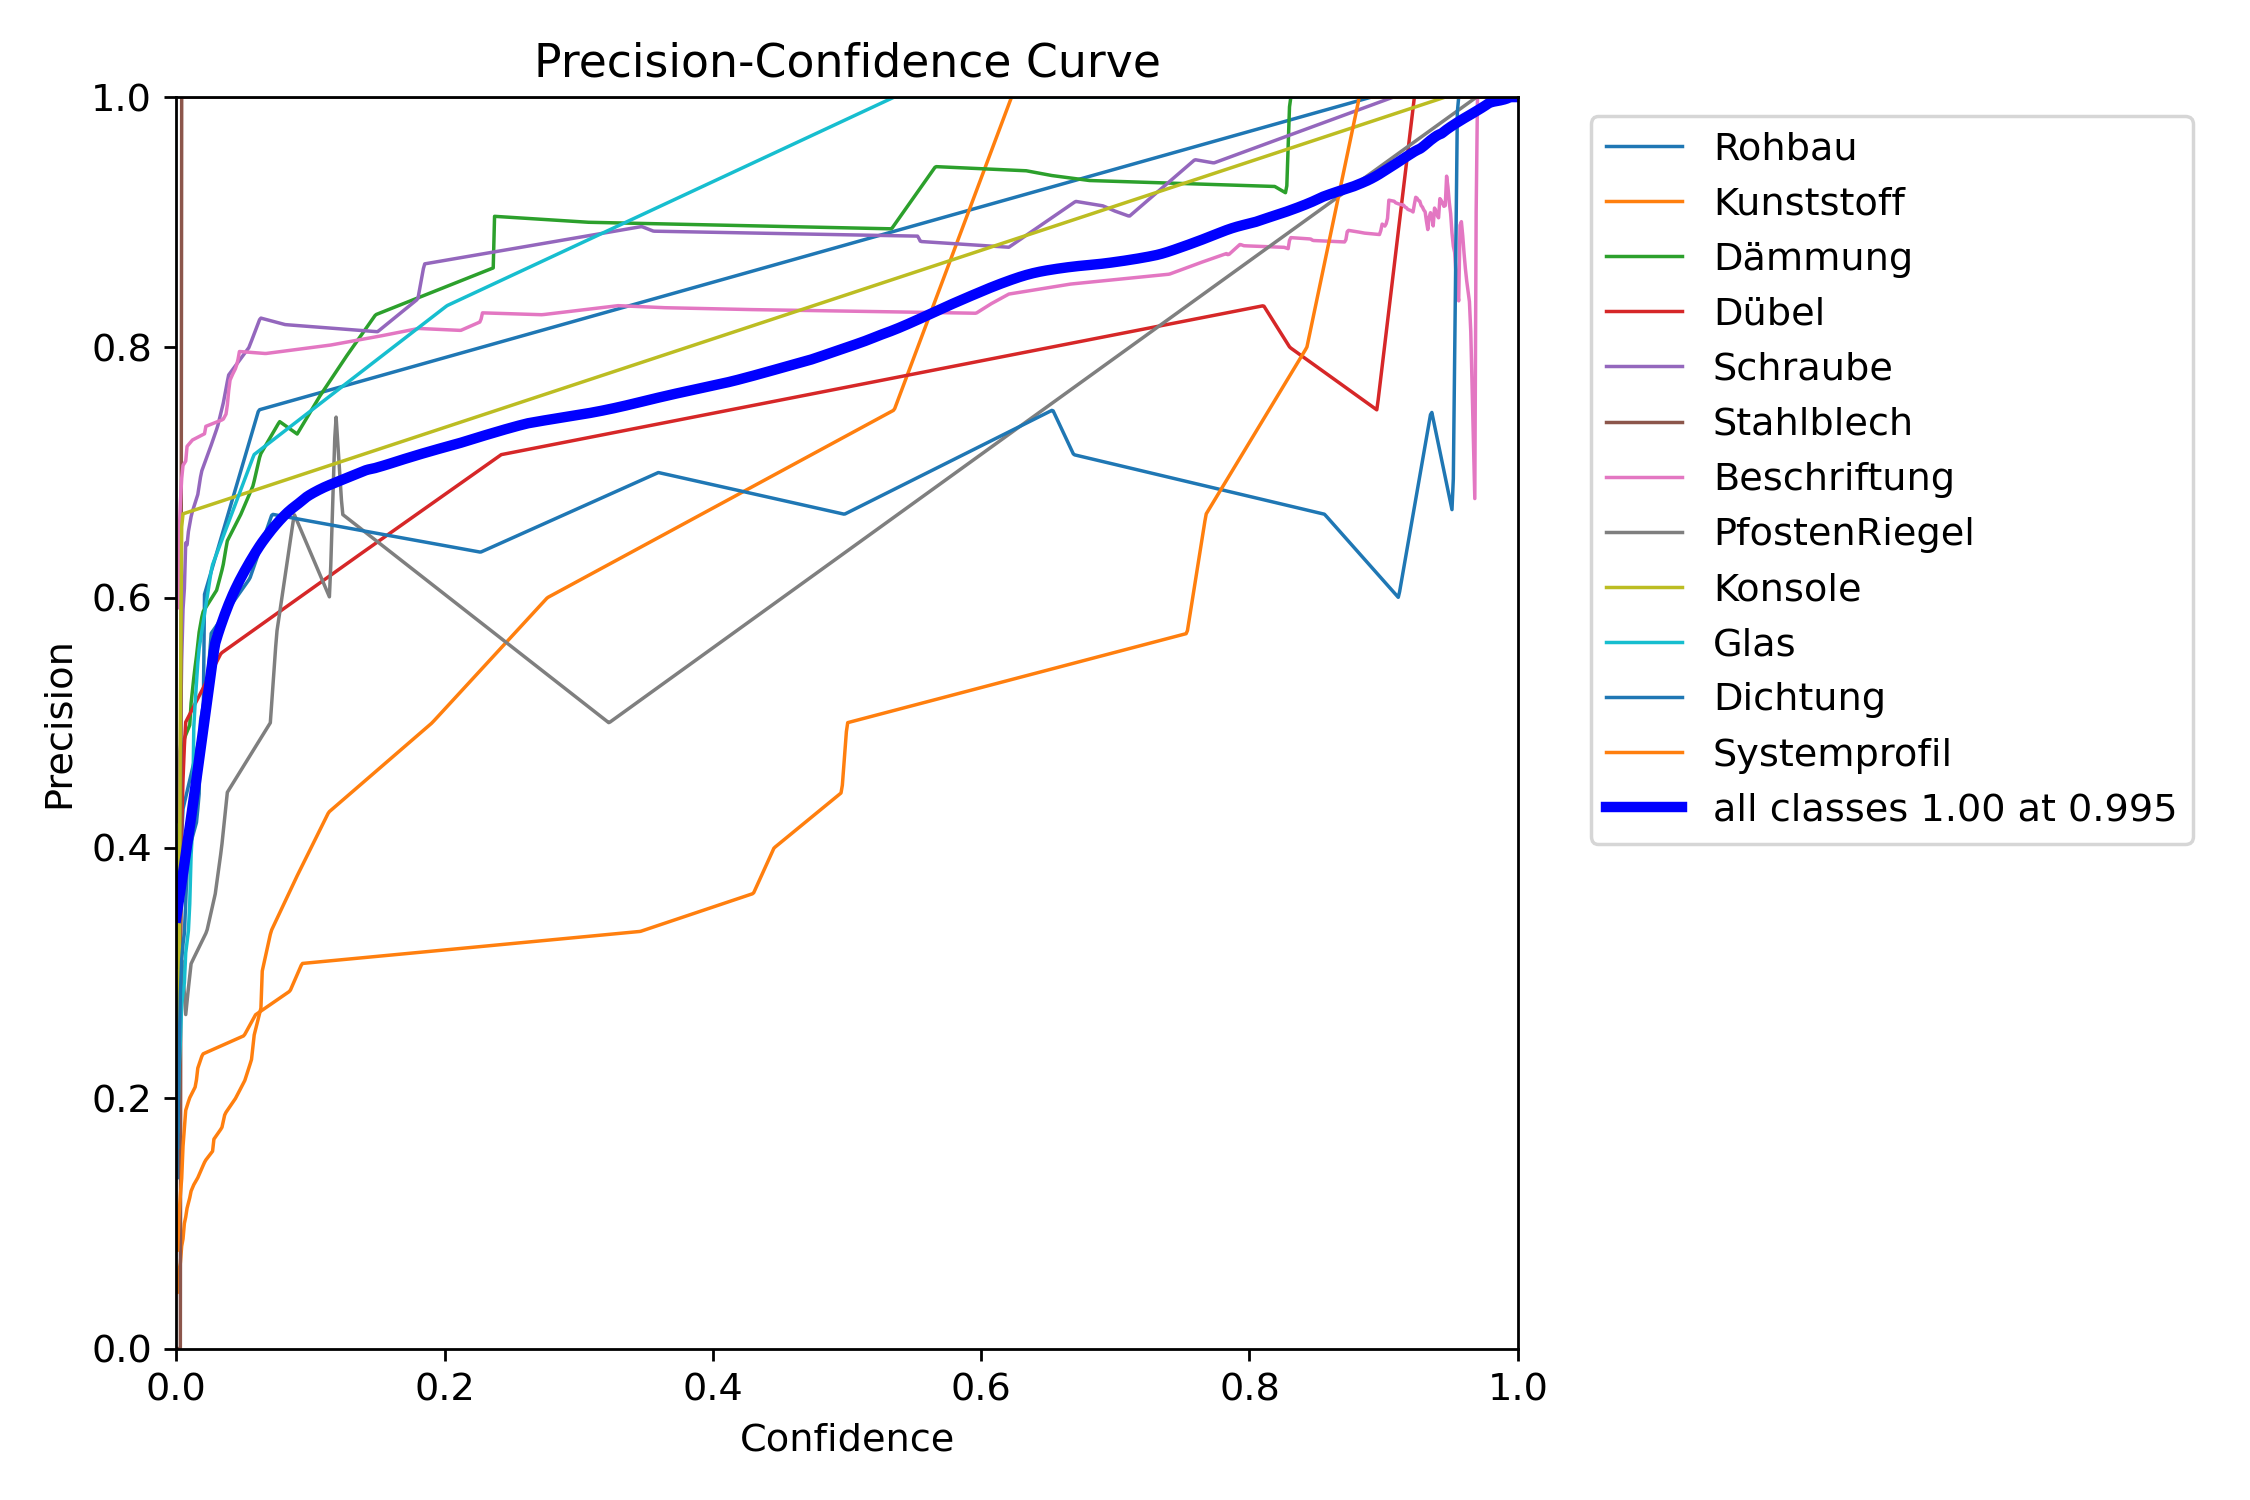 Precision-Confidence Curve
1.0
0.8
0.6
0.4
0.2
0.0
Precision
0.0 0.2 0.4 0.6 0.8 1.0
Confidence
Rohbau
Kunststoff
Dämmung
Dübel
Schraube
Stahlblech
Beschriftung
PfostenRiegel
Konsole
Glas
Dichtung
Systemprofil
all classes 1.00 at 0.995